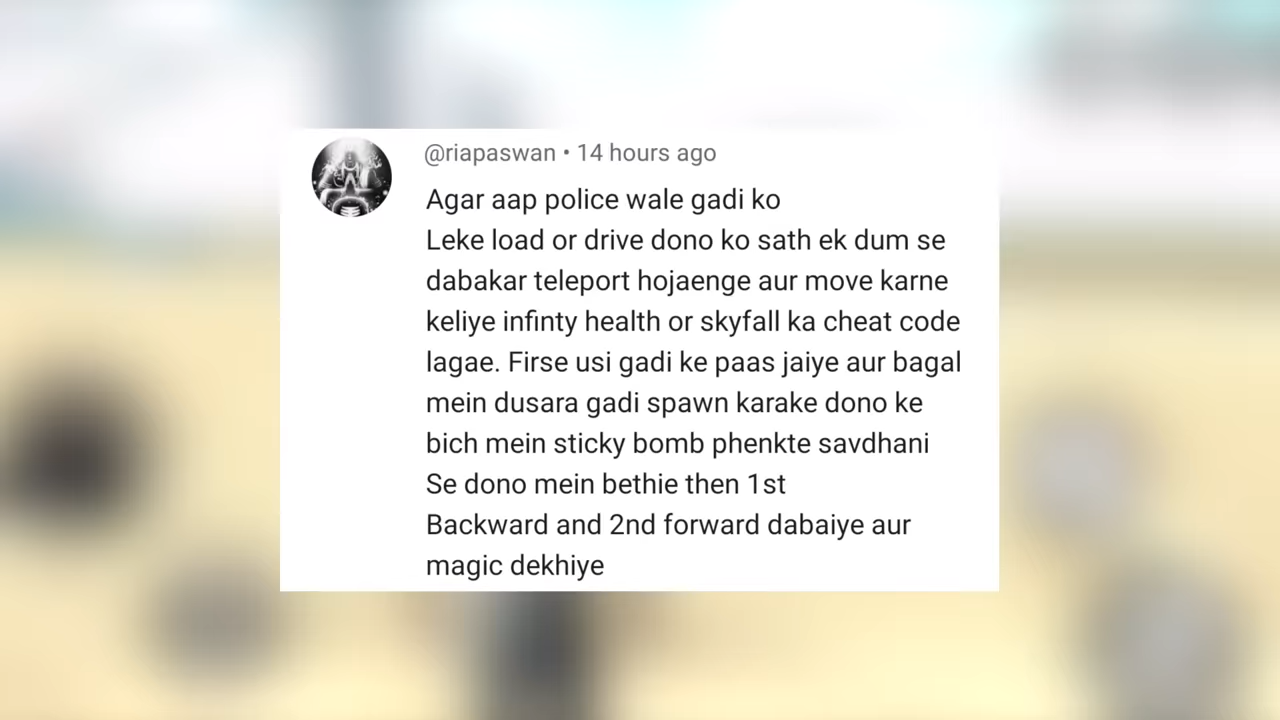 @riapaswan • 14 hours ago
Agar aap police wale gadi ko
Leke load or drive dono ko sath ek dum se
dabakar teleport hojaenge aur move karne
keliye infinty health or skyfall ka cheat code
lagae. Firse usi gadi ke paas jaiye aur bagal
mein dusara gadi spawn karake dono ke
bich mein sticky bomb phenkte savdhani
Se dono mein bethie then 1st
Backward and 2nd forward dabaiye aur
magic dekhiye